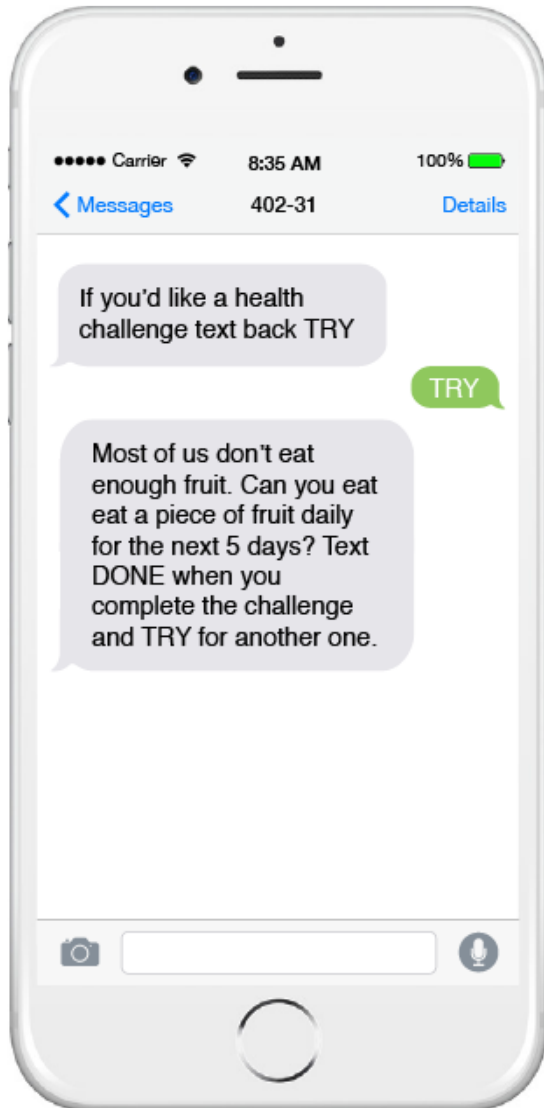 ●●●●● Carrier 8:35 AM 100%
Messages 402-31 Details
If you'd like a health
challenge text back TRY
TRY
Most of us don't eat
enough fruit. Can you eat
eat a piece of fruit daily
for the next 5 days? Text
DONE when you
complete the challenge
and TRY for another one.